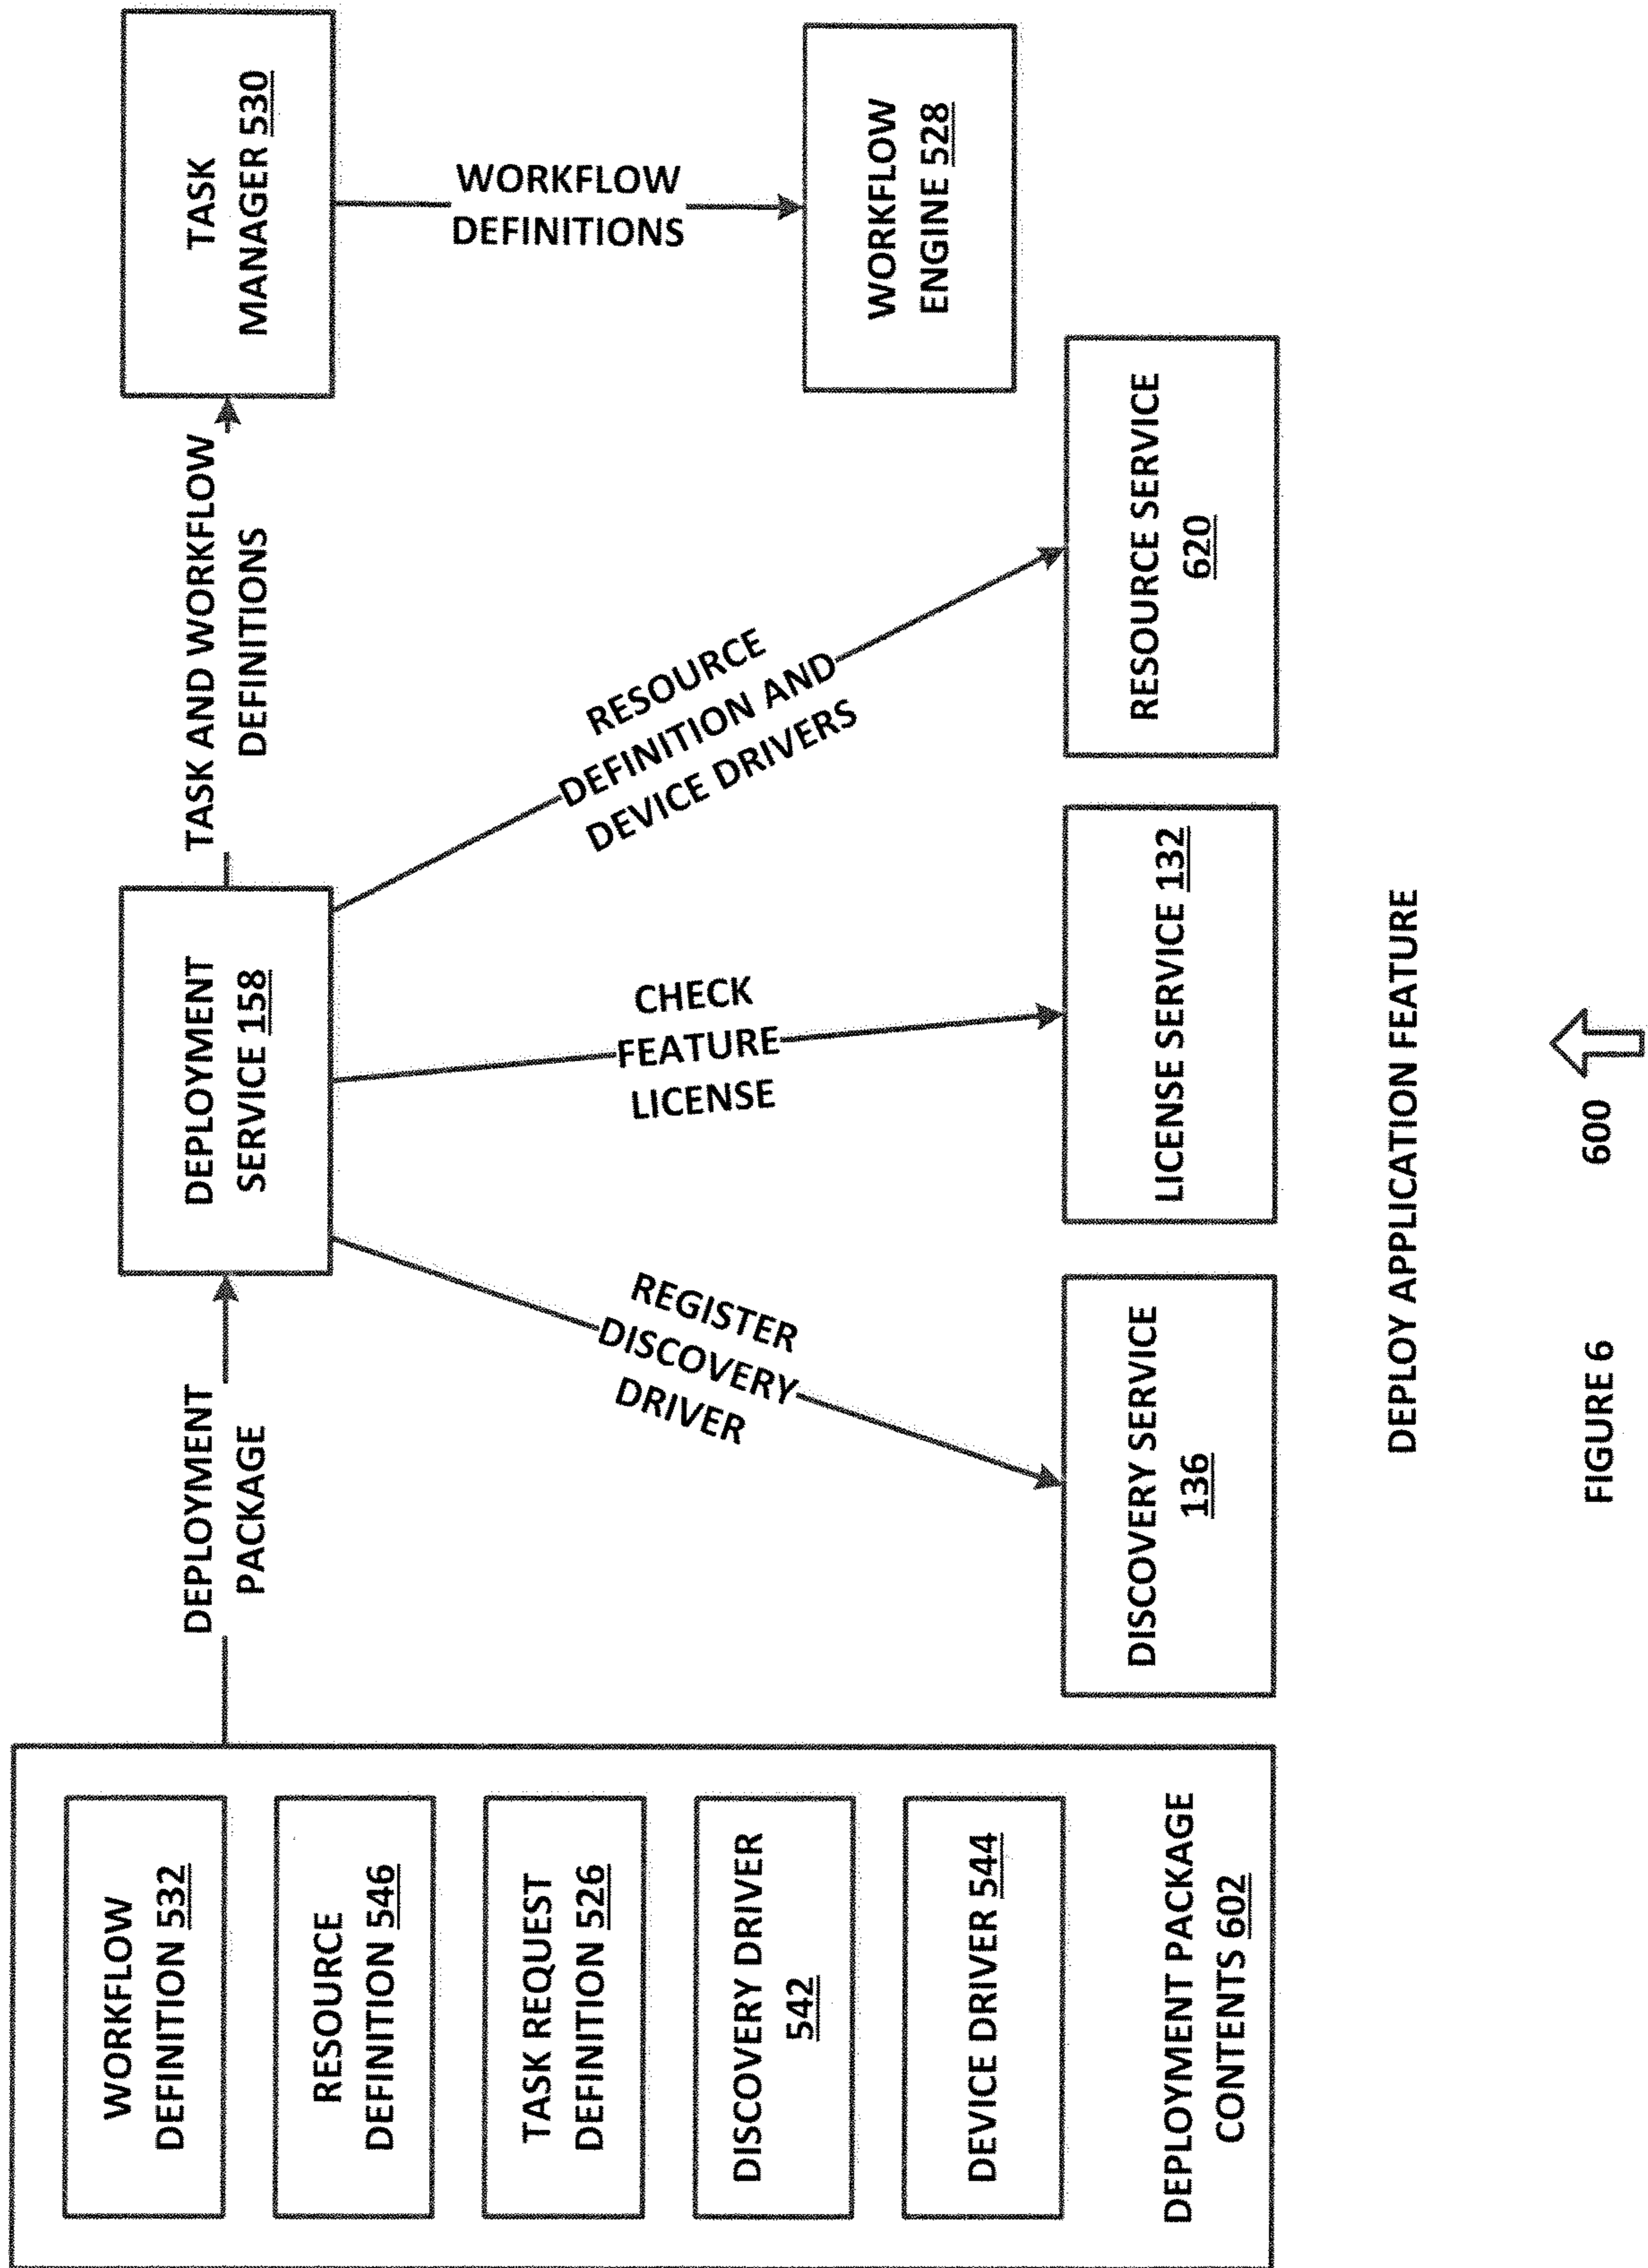 WORKFLOW
DEFINITION 532
RESOURCE
DEFINITION 546
TASK REQUEST
DEFINITION 526
DISCOVERY DRIVER
542
DEVICE DRIVER 544
DEPLOYMENT PACKAGE
CONTENTS 602
DEPLOYMENT
PACKAGE
DEPLOYMENT
SERVICE 158
TASK AND WORKFLOW
DEFINITIONS
TASK
MANAGER 530
WORKFLOW
DEFINITIONS
WORKFLOW
ENGINE 528
REGISTER
DISCOVERY
DRIVER
CHECK
FEATURE
LICENSE
RESOURCE
DEFINITION AND
DEVICE DRIVERS
DISCOVERY SERVICE
136
LICENSE SERVICE 132
RESOURCE SERVICE
620
DEPLOY APPLICATION FEATURE
FIGURE 6
600